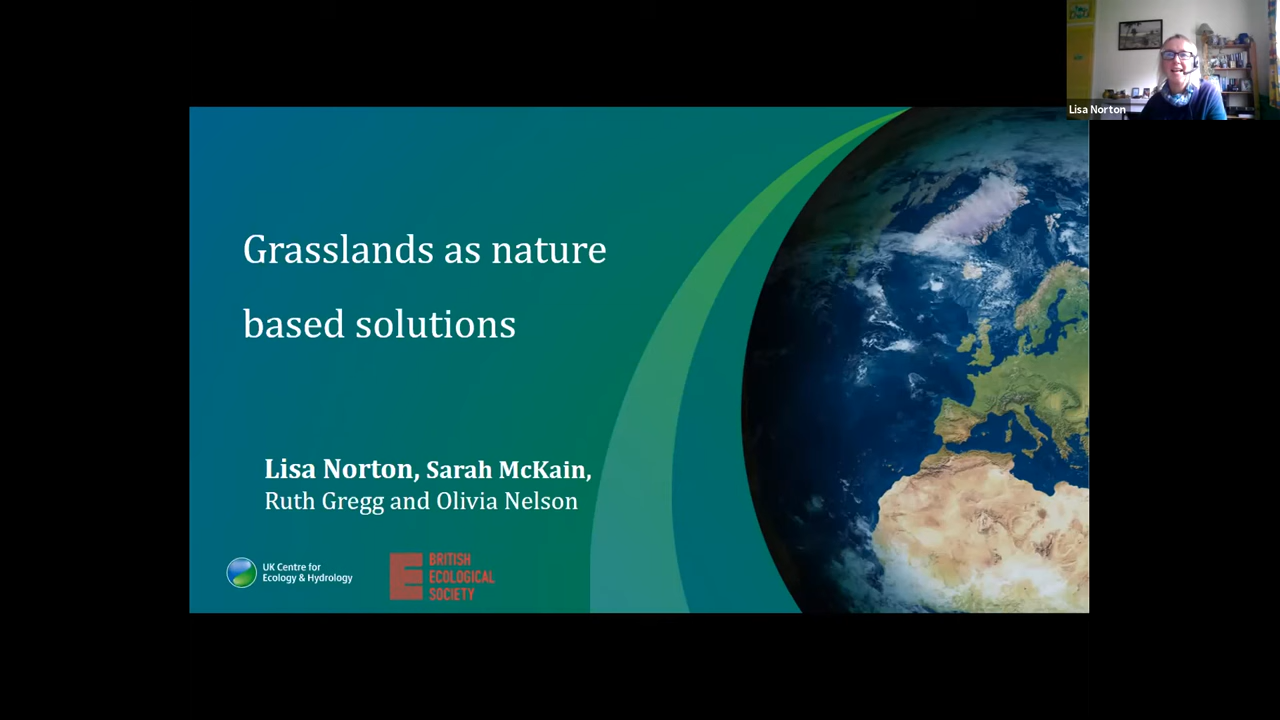 Lisa Norton
Grasslands as nature
based solutions
Lisa Norton, Sarah McKain,
Ruth Gregg and Olivia Nelson
UK Centre for
Ecology & Hydrology
BRITISH
ECOLOGICAL
SOCIETY